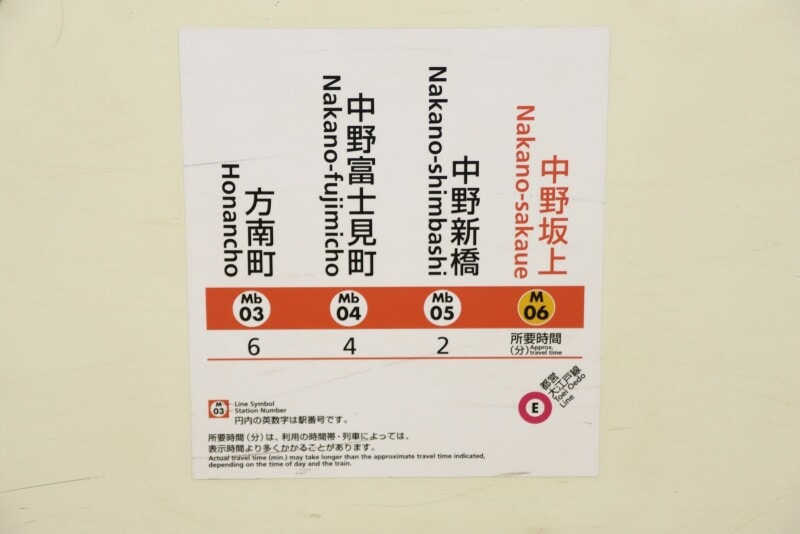 方南町
Honancho
中野富士見町
Nakano-fujimicho
中野新橋
Nakano-shimbashi
中野坂上
Nakano-sakaue
Mb
03
Mb
04
Mb
05
M
06
6
4
2
所要時間
(分)Approx.
travel time
E
都営
大江戸線
Toei Oedo
Line
M
03
Line Symbol
Station Number
円内の英数字は駅番号です。
所要時間(分)は、利用の時間帯・列車によっては、
表示時間より多くかかることがあります。
Actual travel time (min.) may take longer than the approximate travel time indicated,
depending on the time of day and the train.